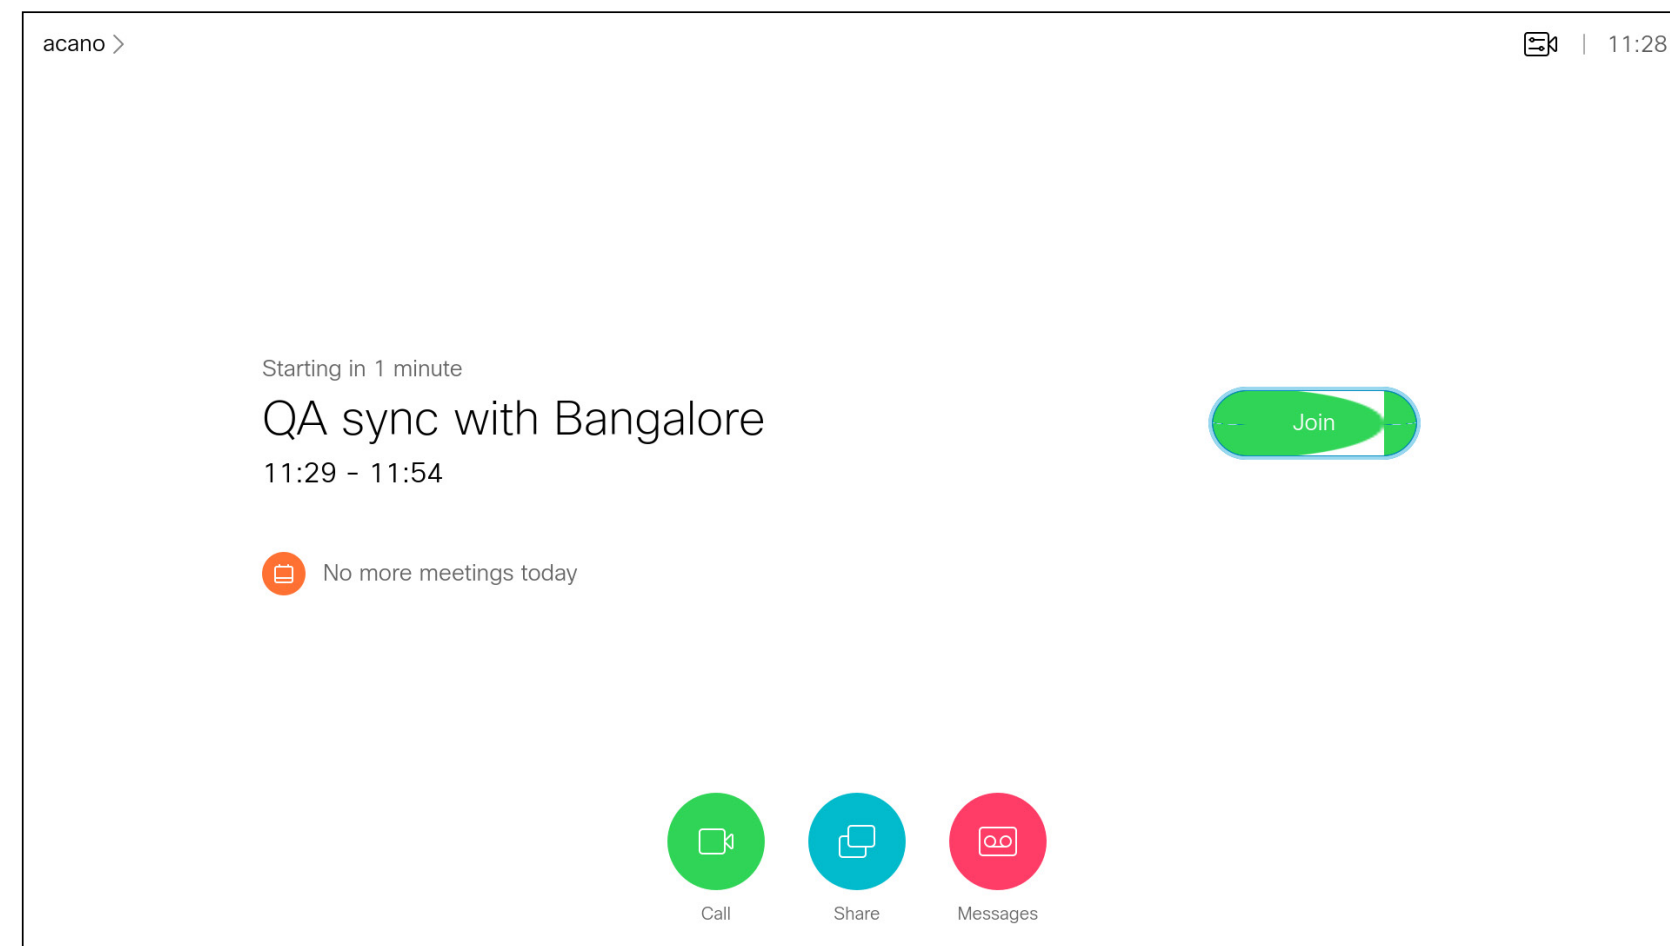 acano
11:28
Starting in 1 minute
QA sync with Bangalore
11:29 - 11:54
Join
No more meetings today
Call
Share
Messages